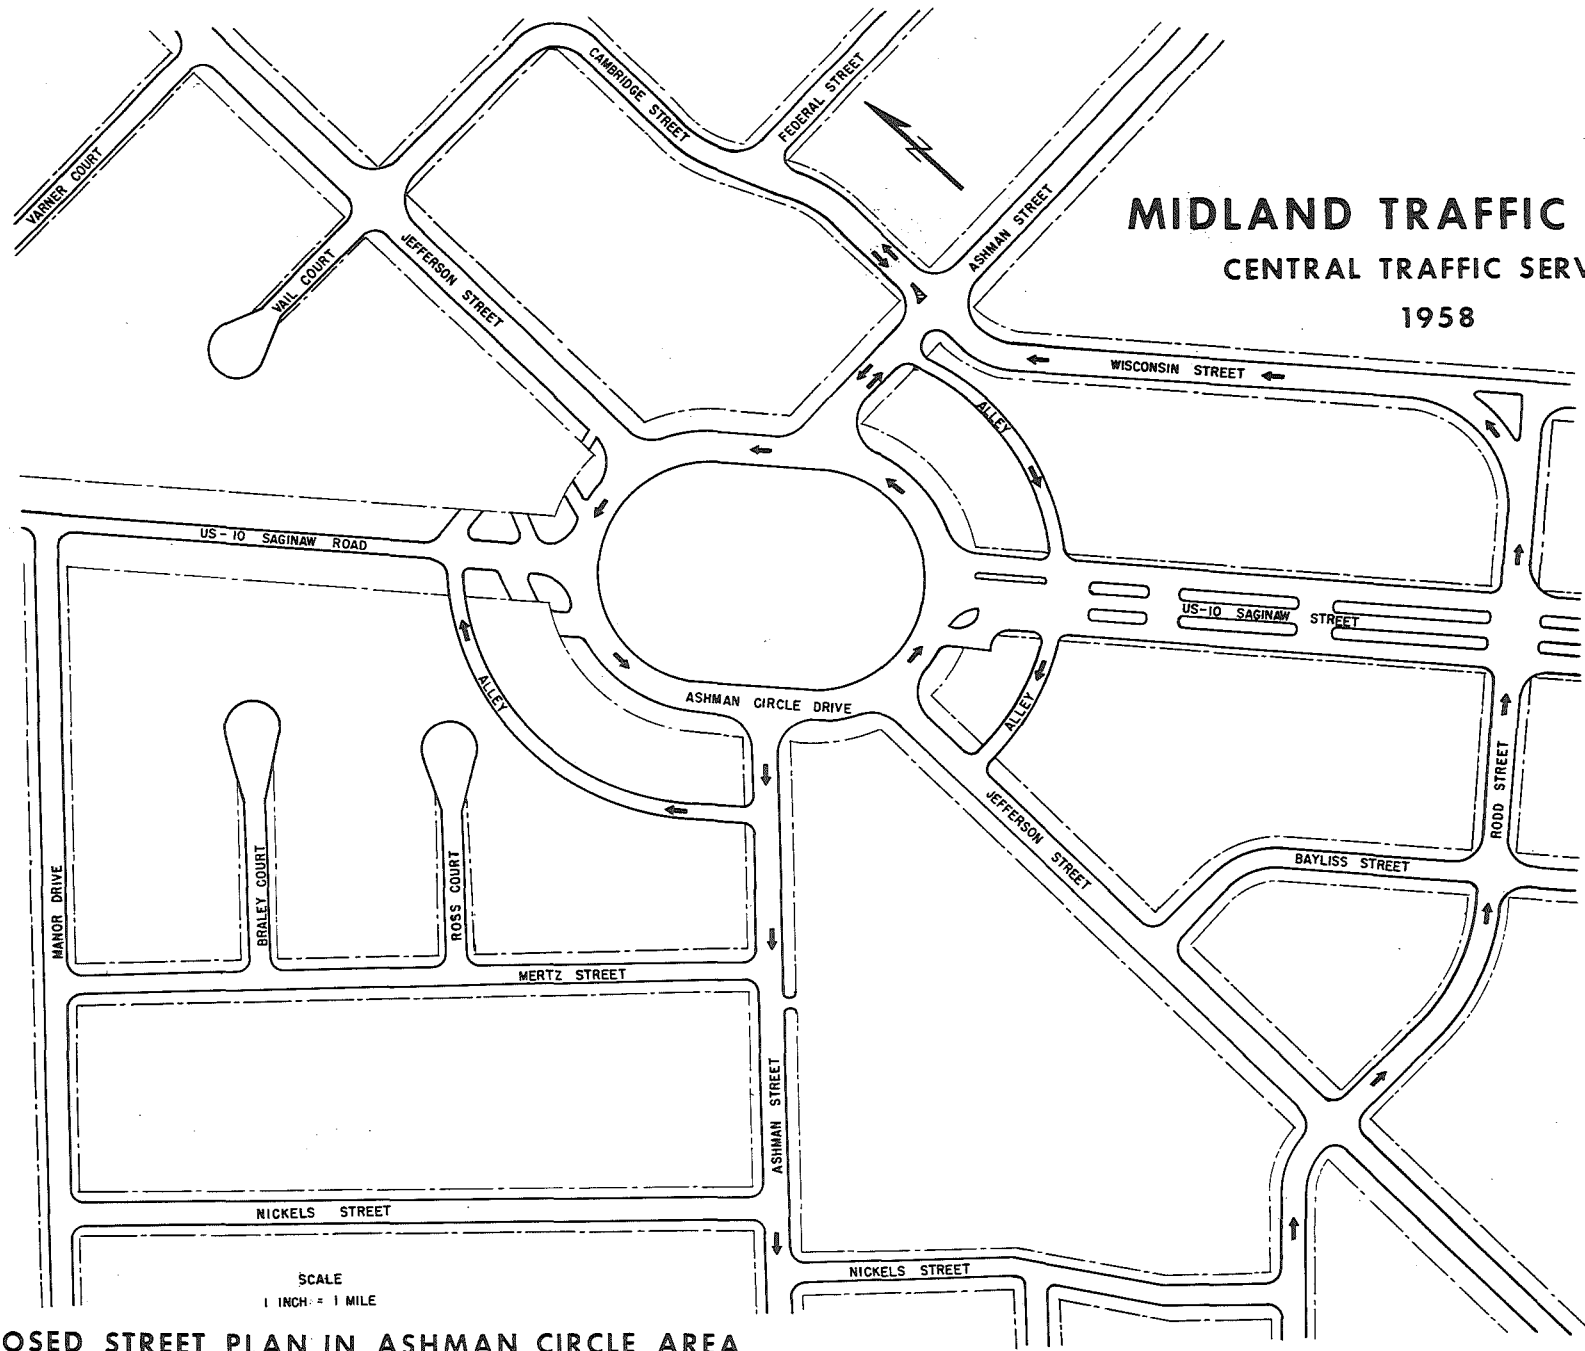 MIDLAND TRAFFIC
CENTRAL TRAFFIC SERV
1958
CAMBRIDGE STREET
FEDERAL STREET
VARNER COURT
VAIL COURT
JEFFERSON STREET
ASHMAN STREET
WISCONSIN STREET
ALLEY
US-10 SAGINAW ROAD
US-10 SAGINAW STREET
ALLEY
ASHMAN CIRCLE DRIVE
ALLEY
JEFFERSON STREET
RODD STREET
BAYLISS STREET
MANOR DRIVE
BRALEY COURT
ROSS COURT
MERTZ STREET
ASHMAN STREET
NICKELS STREET
NICKELS STREET
SCALE
1 INCH = 1 MILE
OSED STREET PLAN IN ASHMAN CIRCLE AREA